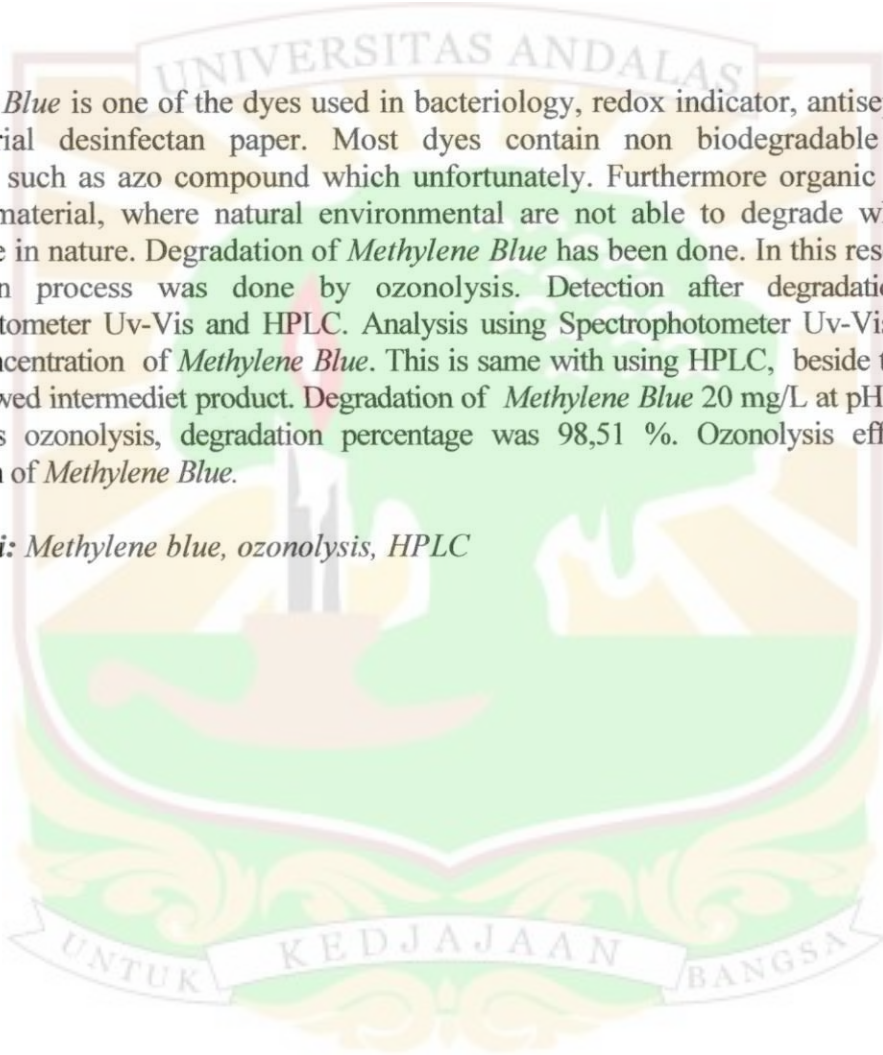 UNIVERSITAS ANDALAS
Blue is one of the dyes used in bacteriology, redox indicator, antise
rial desinfectan paper. Most dyes contain non biodegradable
such as azo compound which unfortunately. Furthermore organic
material, where natural environmental are not able to degrade w
e in nature. Degradation of Methylene Blue has been done. In this res
n process was done by ozonolysis. Detection after degradati
tometer Uv-Vis and HPLC. Analysis using Spectrophotometer Uv-Vi
ncentration of Methylene Blue. This is same with using HPLC, beside t
wed intermediet product. Degradation of Methylene Blue 20 mg/L at pH
s ozonolysis, degradation percentage was 98,51 %. Ozonolysis eff
n of Methylene Blue.
i: Methylene blue, ozonolysis, HPLC
UNTUK KEDJAJAAN BANGSA